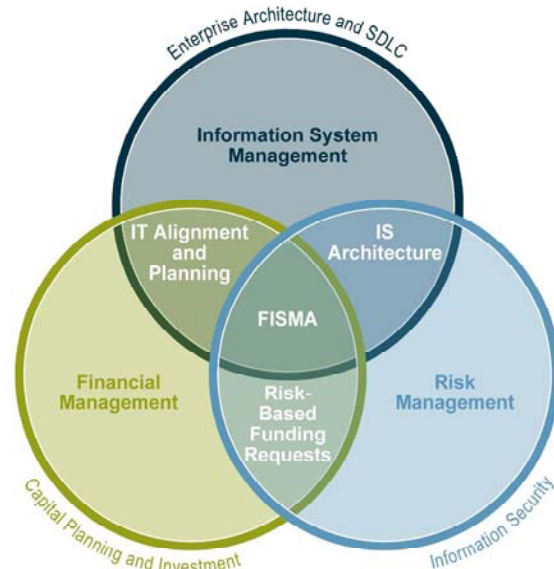 Enterprise Architecture and SDLC
Information System
Management
IT Alignment
and
Planning
IS
Architecture
FISMA
Financial
Management
Risk-
Based
Funding
Requests
Risk
Management
Capital Planning and Investment
Information Security